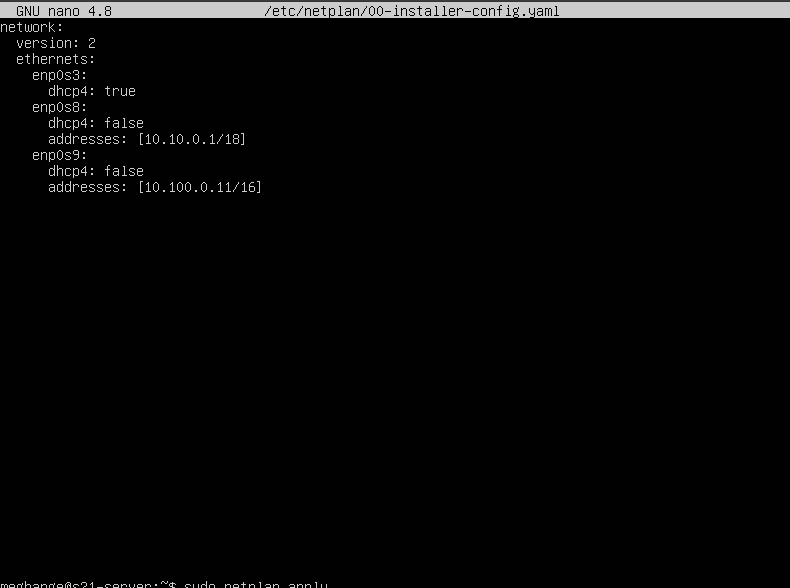 GNU nano 4.8 /etc/netplan/00-installer-config.yaml
network:
  version: 2
  ethernets:
    enp0s3:
      dhcp4: true
    enp0s8:
      dhcp4: false
      addresses: [10.10.0.1/18]
    enp0s9:
      dhcp4: false
      addresses: [10.100.0.11/16]
meghange@s21-server:~$ sudo netplan apply